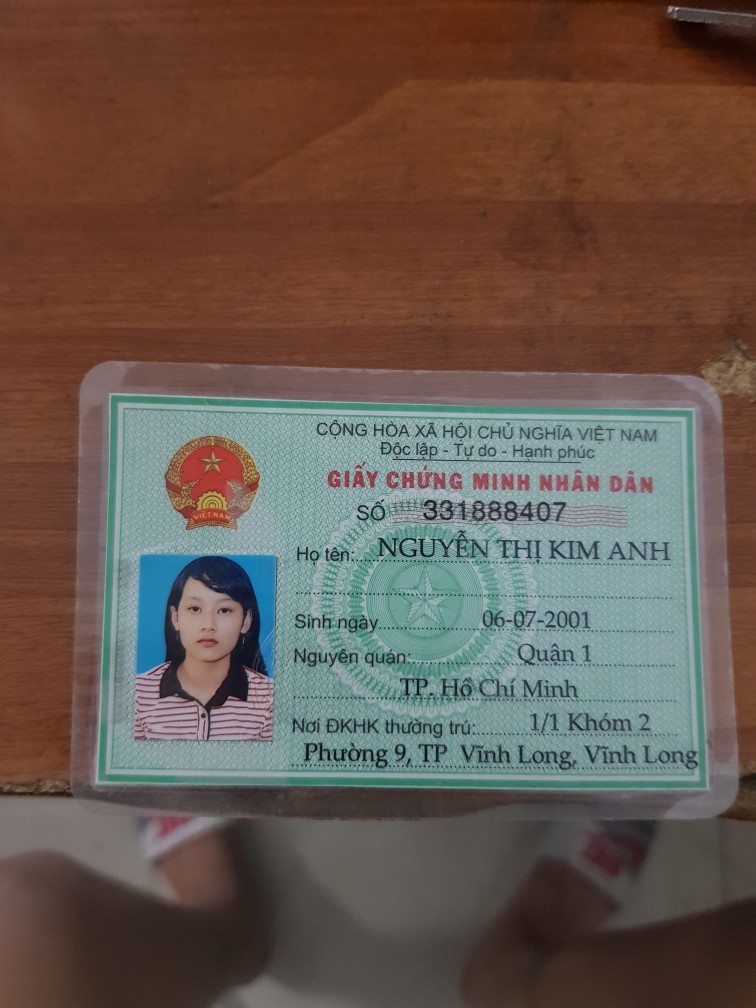 CỘNG HÒA XÃ HỘI CHỦ NGHĨA VIỆT NAM
Độc lập - Tự do - Hạnh phúc
GIẤY CHỨNG MINH NHÂN DÂN
SỐ 331888407
VIỆT NAM
Họ tên: NGUYỄN THỊ KIM ANH
Sinh ngày 06-07-2001
Nguyên quán: Quận 1
TP. Hồ Chí Minh
Nơi ĐKHK thường trú: 1/1 Khóm 2
Phường 9, TP Vĩnh Long, Vĩnh Long